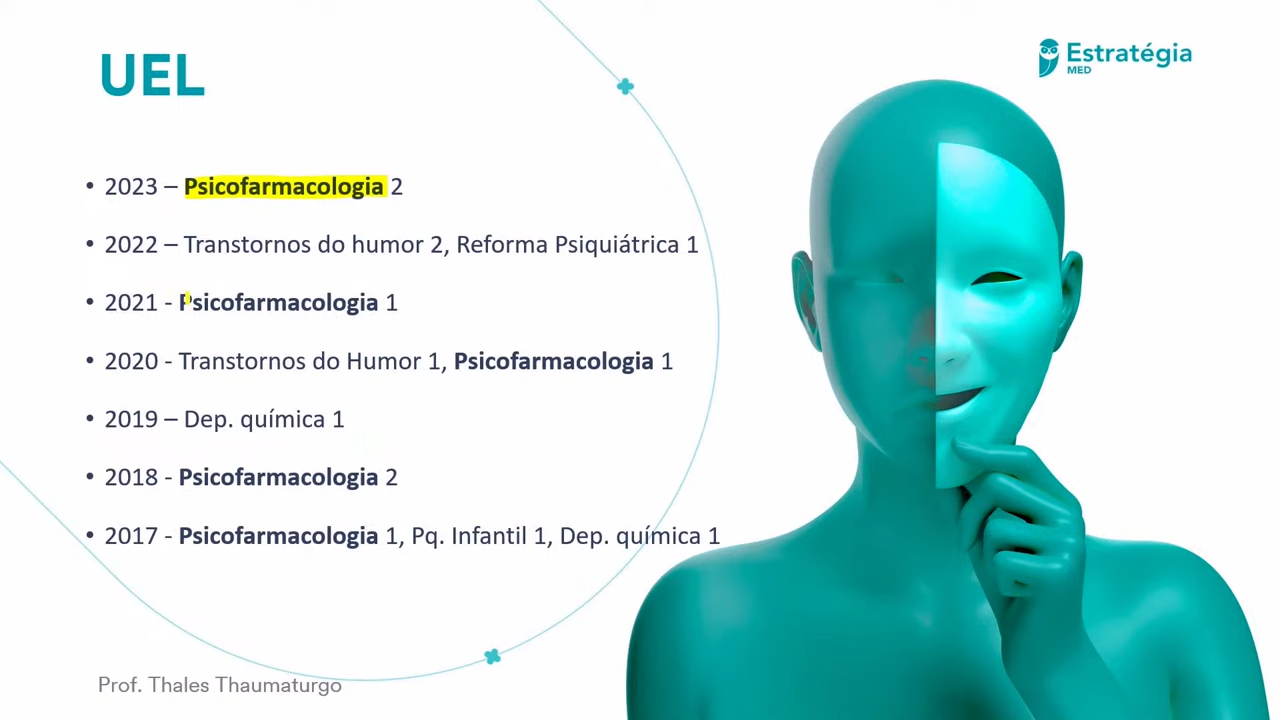 UEL
Estratégia
MED
• 2023 – Psicofarmacologia 2
• 2022 – Transtornos do humor 2, Reforma Psiquiátrica 1
• 2021 - Psicofarmacologia 1
• 2020 - Transtornos do Humor 1, Psicofarmacologia 1
• 2019 – Dep. química 1
• 2018 - Psicofarmacologia 2
• 2017 - Psicofarmacologia 1, Pq. Infantil 1, Dep. química 1
Prof. Thales Thaumaturgo